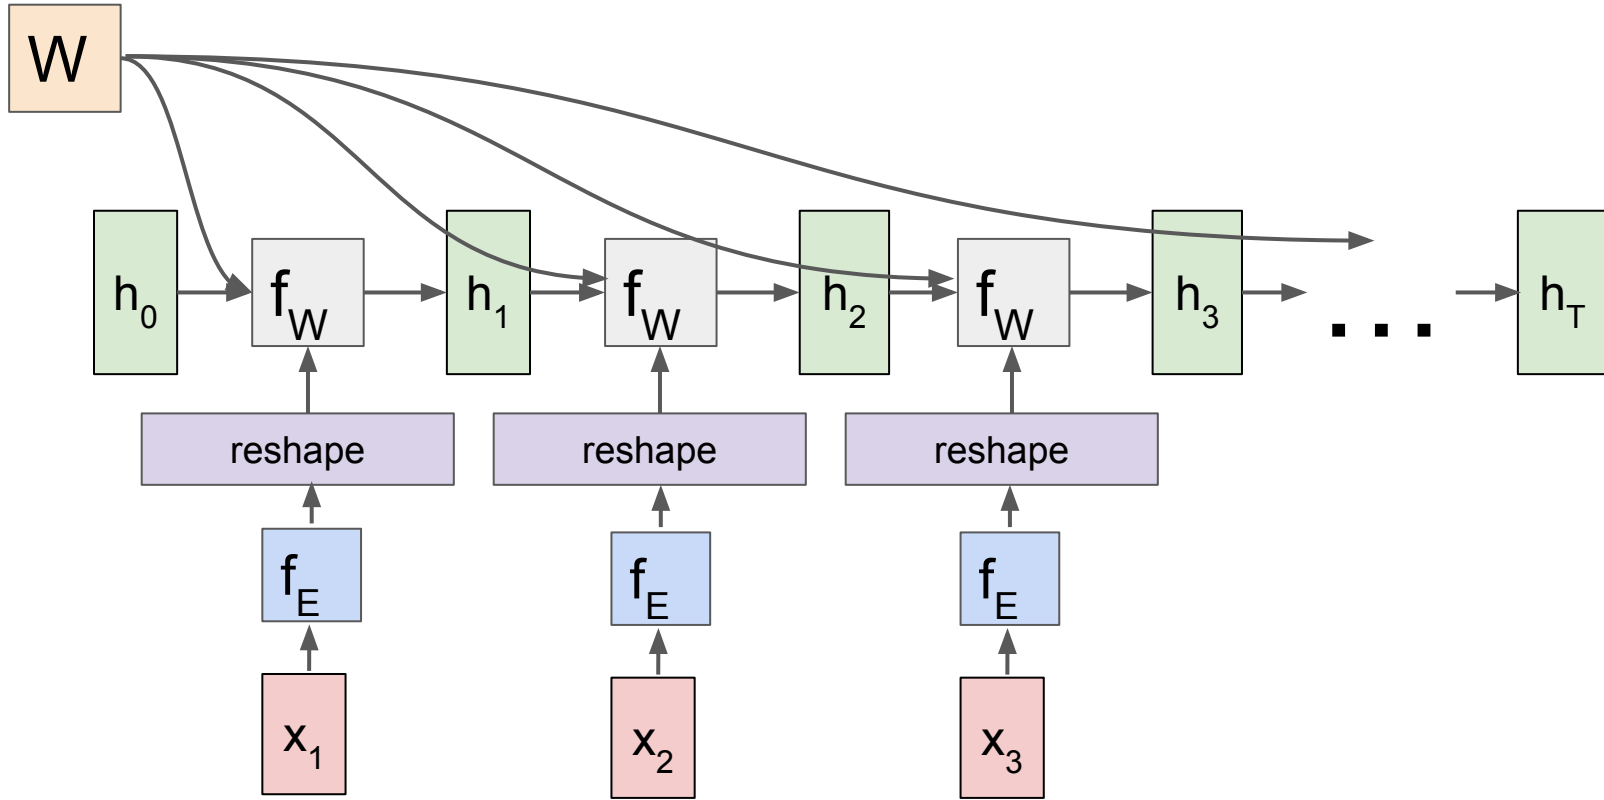 W
h0 fW h1 fW h2 fW h3 ... hT
reshape reshape reshape
fE fE fE
x1 x2 x3